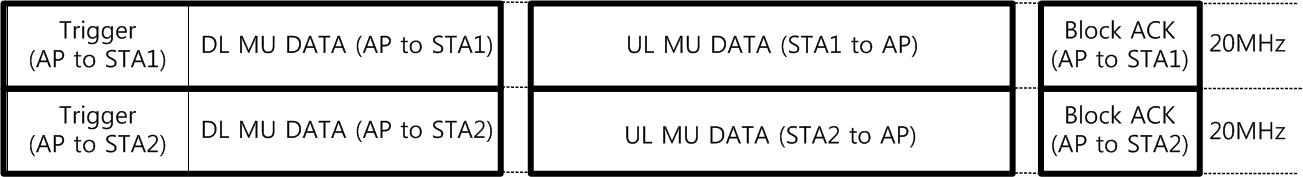 Trigger
(AP to STA1)
DL MU DATA (AP to STA1)
UL MU DATA (STA1 to AP)
Block ACK
(AP to STA1)
20MHz
Trigger
(AP to STA2)
DL MU DATA (AP to STA2)
UL MU DATA (STA2 to AP)
Block ACK
(AP to STA2)
20MHz